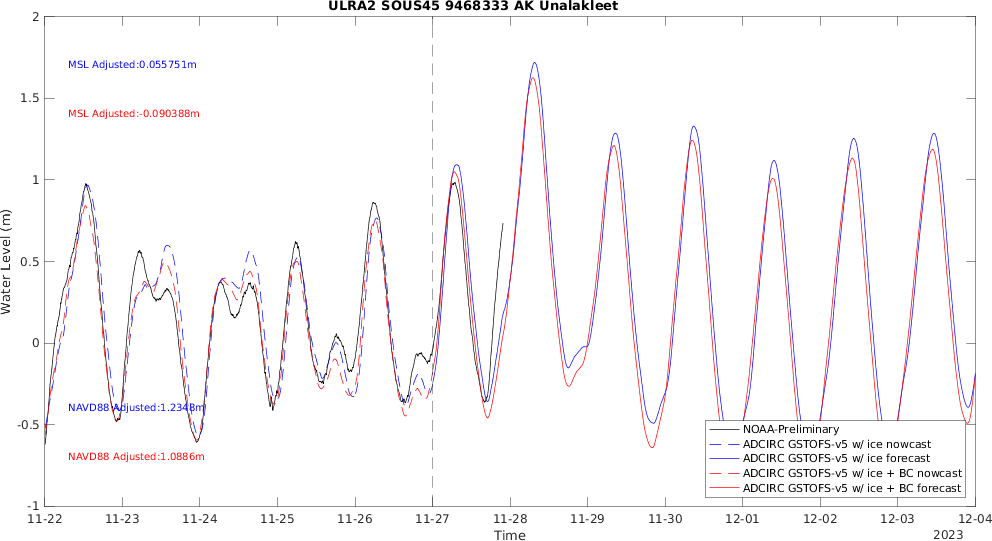 ULRA2 SOUS45 9468333 AK Unalakleet
2
1.5
1
0.5
0
-0.5
-1
Water Level (m)
MSL Adjusted:0.055751m
MSL Adjusted:-0.090388m
NAVD88 Adjusted:1.2348m
NAVD88 Adjusted:1.0886m
NOAA-Preliminary
ADCIRC GSTOFS-v5 w/ ice nowcast
ADCIRC GSTOFS-v5 w/ ice forecast
ADCIRC GSTOFS-v5 w/ ice + BC nowcast
ADCIRC GSTOFS-v5 w/ ice + BC forecast
11-22 11-23 11-24 11-25 11-26 11-27 11-28 11-29 11-30 12-01 12-02 12-03 12-04
Time
2023